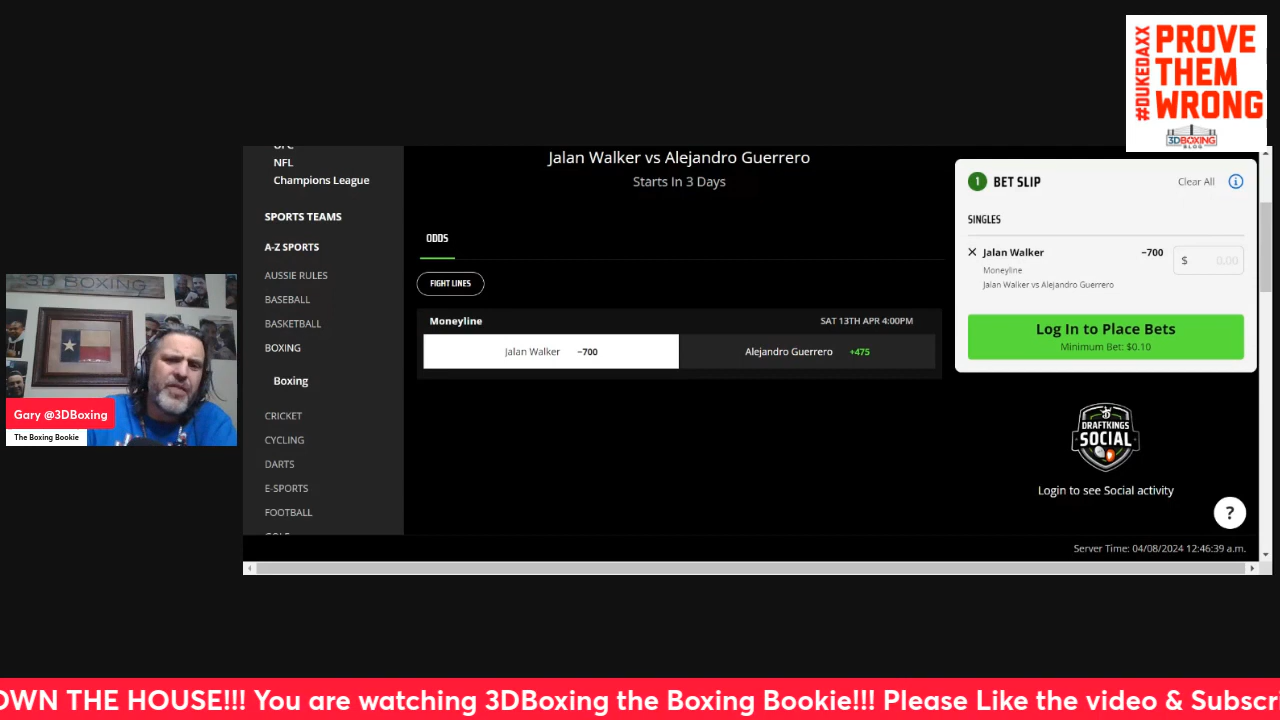 #DUKEDAXX
PROVE
THEM
WRONG
3DBOXING
BLOG
NFL
Champions League
SPORTS TEAMS
A-Z SPORTS
AUSSIE RULES
BASEBALL
BASKETBALL
BOXING
Boxing
CRICKET
CYCLING
DARTS
E-SPORTS
FOOTBALL
Jalan Walker vs Alejandro Guerrero
Starts In 3 Days
ODDS
FIGHT LINES
Moneyline SAT 13TH APR 4:00PM
Jalan Walker −700 Alejandro Guerrero +475
1 BET SLIP Clear All i
SINGLES
Jalan Walker −700 $ 0.00
Moneyline
Jalan Walker vs Alejandro Guerrero
Log In to Place Bets
Minimum Bet: $0.10
DRAFTKINGS
SOCIAL
Login to see Social activity
?
Server Time: 04/08/2024 12:46:39 a.m.
3D BOXING
Gary @3DBoxing
The Boxing Bookie
OWN THE HOUSE!!! You are watching 3DBoxing the Boxing Bookie!!! Please Like the video & Subscri